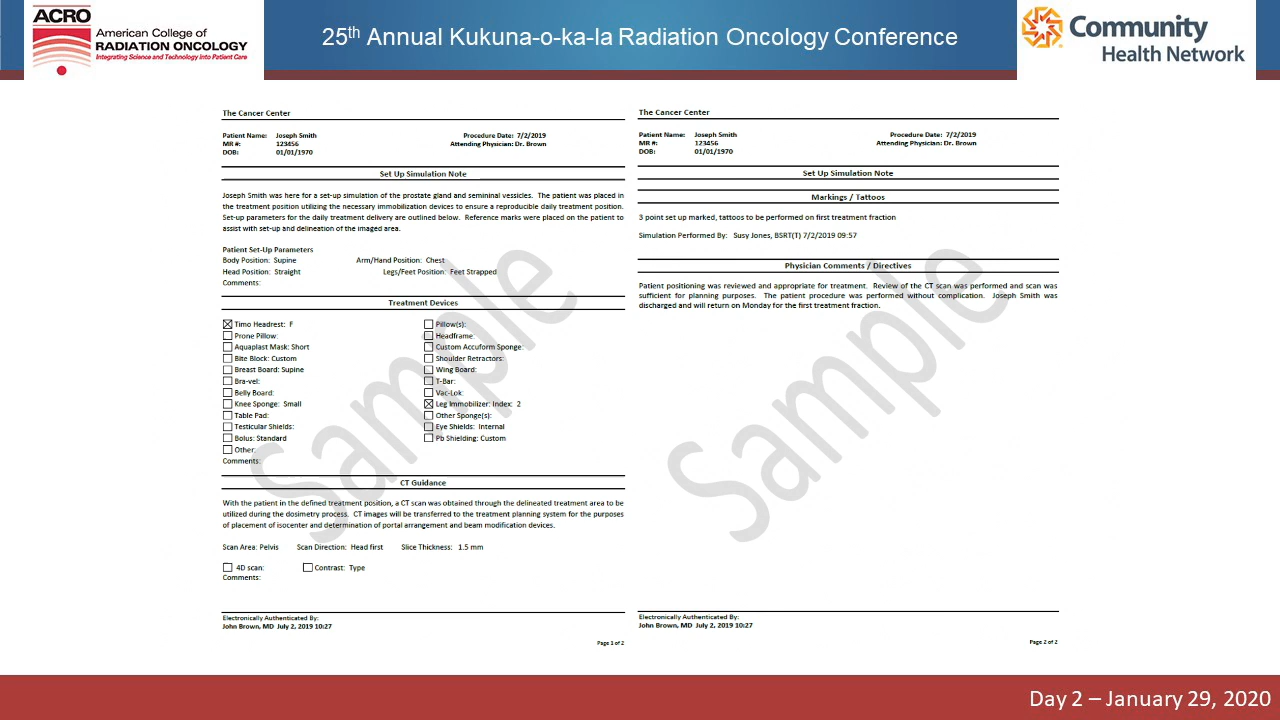 ACRO
American College of
RADIATION ONCOLOGY
Integrating Science and Technology into Patient Care
25th Annual Kukuna-o-ka-la Radiation Oncology Conference
Community
Health Network
The Cancer Center
Patient Name: Joseph Smith Procedure Date: 7/2/2019
MR #: 123456 Attending Physician: Dr. Brown
DOB: 01/01/1970
Set Up Simulation Note
Joseph Smith was here for a set-up simulation of the prostate gland and semininal vessicles. The patient was placed in
the treatment position utilizing the necessary immobilization devices to ensure a reproducible daily treatment position.
Set-up parameters for the daily treatment delivery are outlined below. Reference marks were placed on the patient to
assist with set-up and delineation of the imaged area.
Patient Set-Up Parameters
Body Position: Supine Arm/Hand Position: Chest
Head Position: Straight Legs/Feet Position: Feet Strapped
Comments:
Treatment Devices
Timo Headrest: F Pillow(s):
Prone Pillow: Headframe:
Aquaplast Mask: Short Custom Accuform Sponge:
Bite Block: Custom Shoulder Retractors:
Breast Board: Supine Wing Board:
Bra-vel: T-Bar:
Belly Board: Vac-Lok:
Knee Sponge: Small Leg Immobilizer: Index: 2
Table Pad: Other Sponge(s):
Testicular Shields: Eye Shields: Internal
Bolus: Standard Pb Shielding: Custom
Other:
Comments:
CT Guidance
With the patient in the defined treatment position, a CT scan was obtained through the delineated treatment area to be
utilized during the dosimetry process. CT images will be transferred to the treatment planning system for the purposes
of placement of isocenter and determination of portal arrangement and beam modification devices.
Scan Area: Pelvis Scan Direction: Head first Slice Thickness: 1.5 mm
4D scan: Contrast: Type
Comments:
Electronically Authenticated By:
John Brown, MD July 2, 2019 10:27
Page 1 of 2
Sample
The Cancer Center
Patient Name: Joseph Smith Procedure Date: 7/2/2019
MR #: 123456 Attending Physician: Dr. Brown
DOB: 01/01/1970
Set Up Simulation Note
Markings / Tattoos
3 point set up marked, tattoos to be performed on first treatment fraction
Simulation Performed By: Susy Jones, BSRT(T) 7/2/2019 09:57
Physician Comments / Directives
Patient positioning was reviewed and appropriate for treatment. Review of the CT scan was performed and scan was
sufficient for planning purposes. The patient procedure was performed without complication. Joseph Smith was
discharged and will return on Monday for the first treatment fraction.
Sample
Electronically Authenticated By:
John Brown, MD July 2, 2019 10:27
Page 2 of 2
Day 2 – January 29, 2020